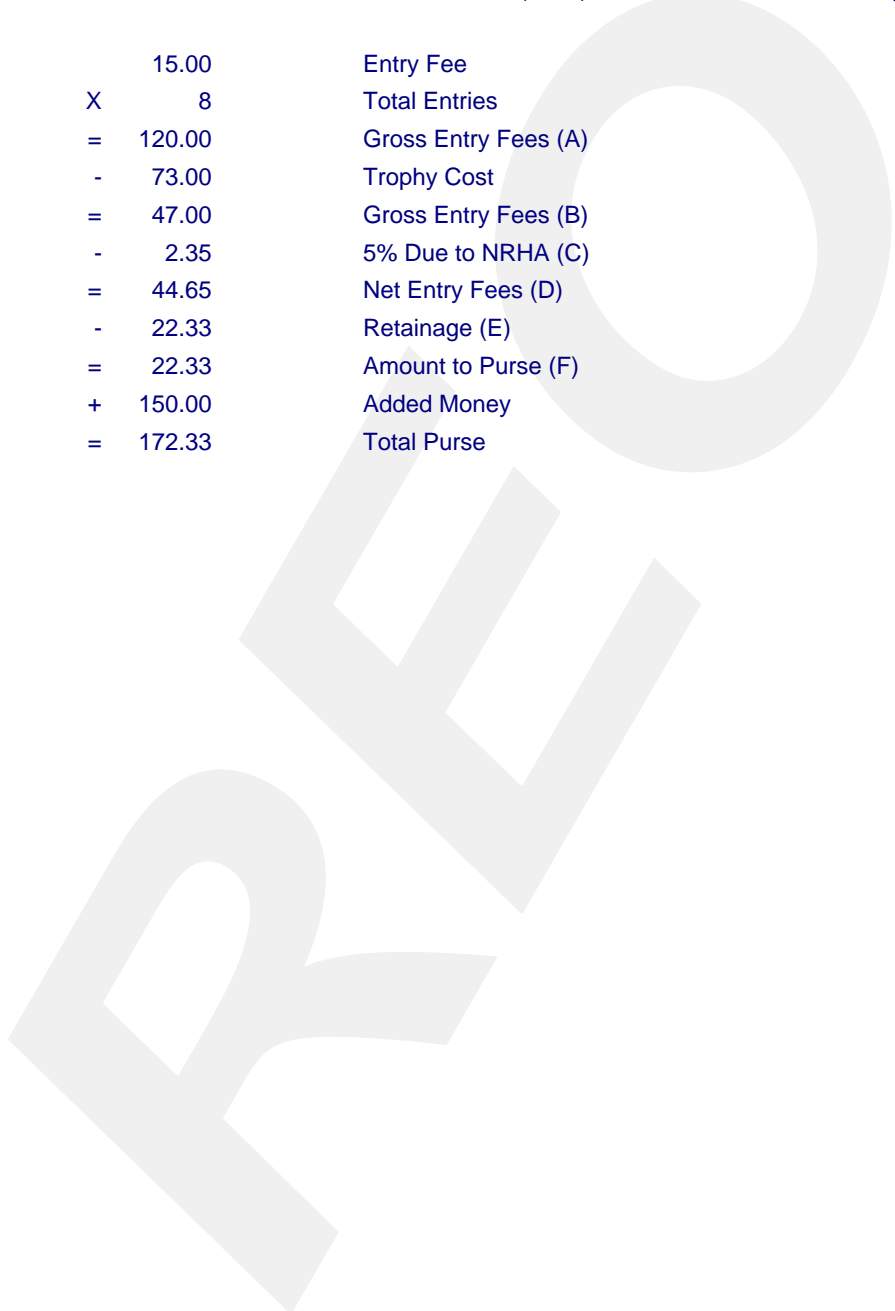 15.00 Entry Fee
X 8 Total Entries
= 120.00 Gross Entry Fees (A)
- 73.00 Trophy Cost
= 47.00 Gross Entry Fees (B)
- 2.35 5% Due to NRHA (C)
= 44.65 Net Entry Fees (D)
- 22.33 Retainage (E)
= 22.33 Amount to Purse (F)
+ 150.00 Added Money
= 172.33 Total Purse
REO